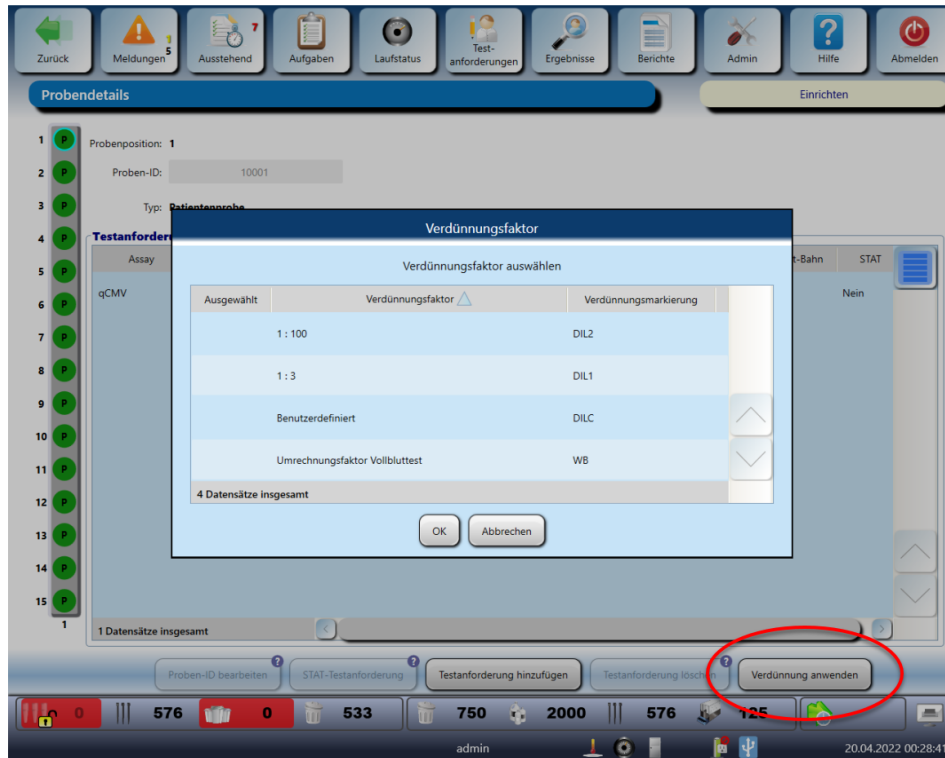 Zurück
Meldungen
1
5
Ausstehend
7
Aufgaben
Laufstatus
Test-
anforderungen
Ergebnisse
Berichte
Admin
Hilfe
Abmelden
Probendetails
Einrichten
1 P Probenposition: 1
2 P Proben-ID: 10001
3 P Typ: Patientenprobe
4 P
Assay t-Bahn STAT
5 P
qCMV Nein
6 P
7 P
8 P
9 P
10 P
11 P
12 P
13 P
14 P
15 P
1
Verdünnungsfaktor
Verdünnungsfaktor auswählen
Ausgewählt Verdünnungsfaktor Verdünnungsmarkierung
1 : 100 DIL2
1 : 3 DIL1
Benutzerdefiniert DILC
Umrechnungsfaktor Vollbluttest WB
4 Datensätze insgesamt
OK Abbrechen
1 Datensätze insgesamt
Proben-ID bearbeiten ? STAT-Testanforderung ? Testanforderung hinzufügen Testanforderung löschen ? Verdünnung anwenden
0 576 0 533 750 2000 576 125
admin 20.04.2022 00:28:41